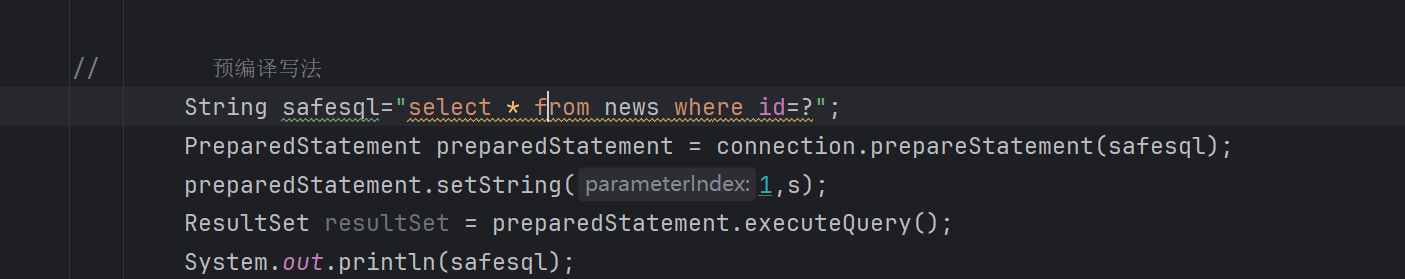 // 预编译写法
String safesql="select * from news where id=?";
PreparedStatement preparedStatement = connection.prepareStatement(safesql);
preparedStatement.setString( parameterIndex: 1,s);
ResultSet resultSet = preparedStatement.executeQuery();
System.out.println(safesql);